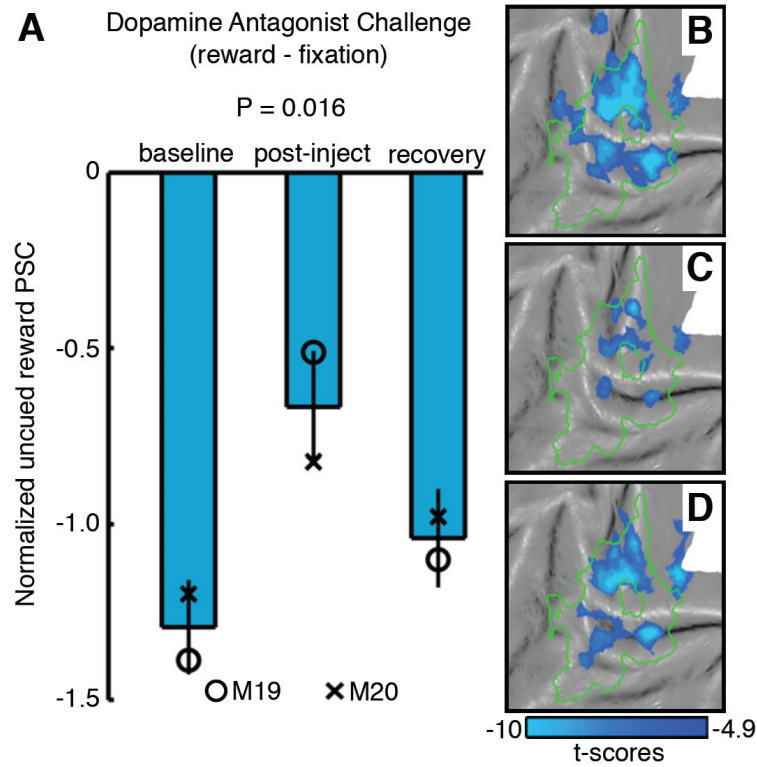 A
Dopamine Antagonist Challenge
(reward - fixation)
P = 0.016
baseline post-inject recovery
Normalized uncued reward PSC
0
-0.5
-1.0
-1.5
M19
M20
B
C
D
-10
-4.9
t-scores